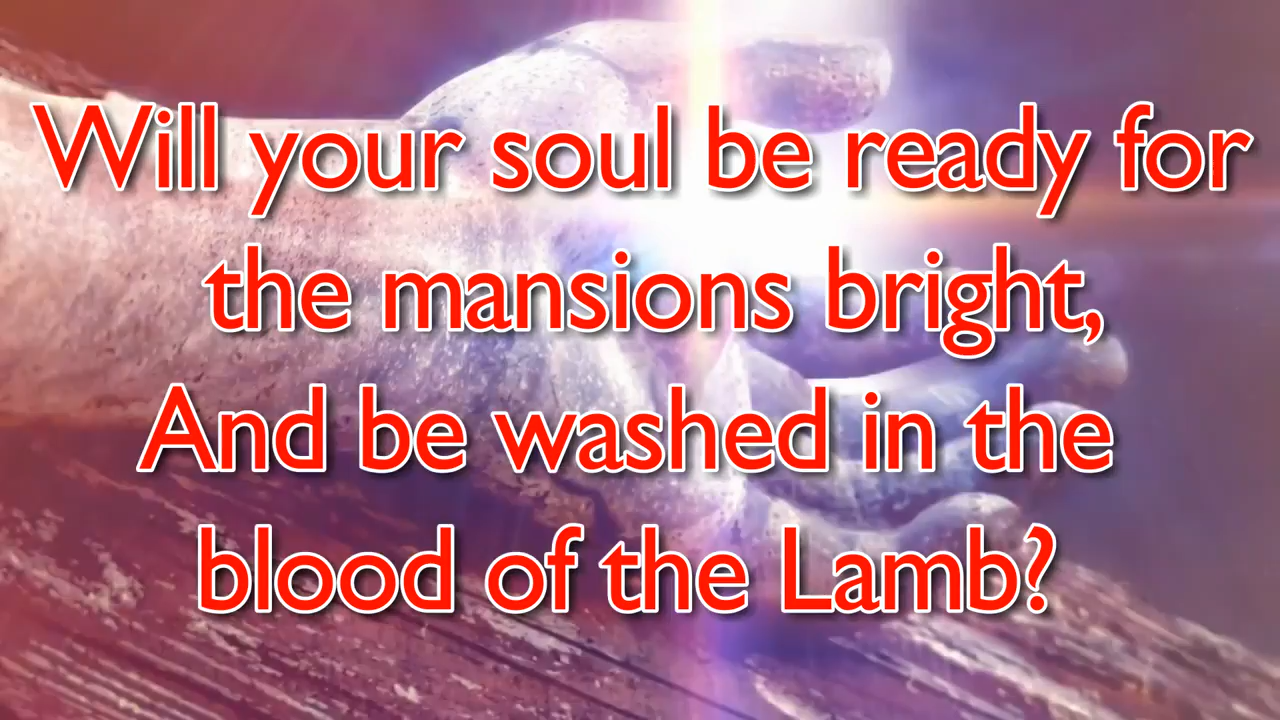 Will your soul be ready for
the mansions bright,
And be washed in the
blood of the Lamb?